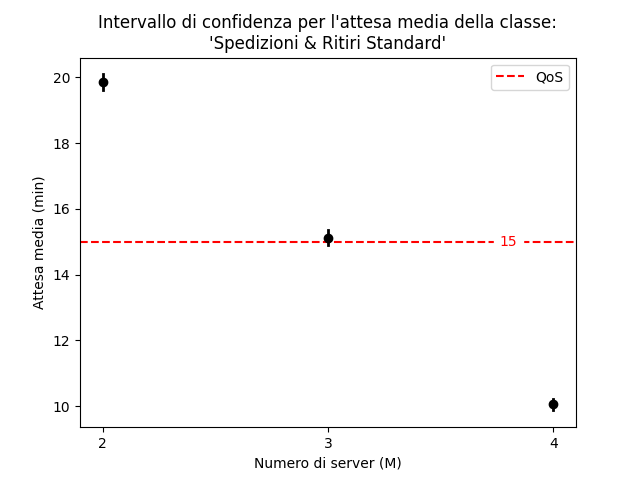 Intervallo di confidenza per l'attesa media della classe:
'Spedizioni & Ritiri Standard'
QoS
20
18
16
14
12
10
15
Attesa media (min)
2
3
4
Numero di server (M)